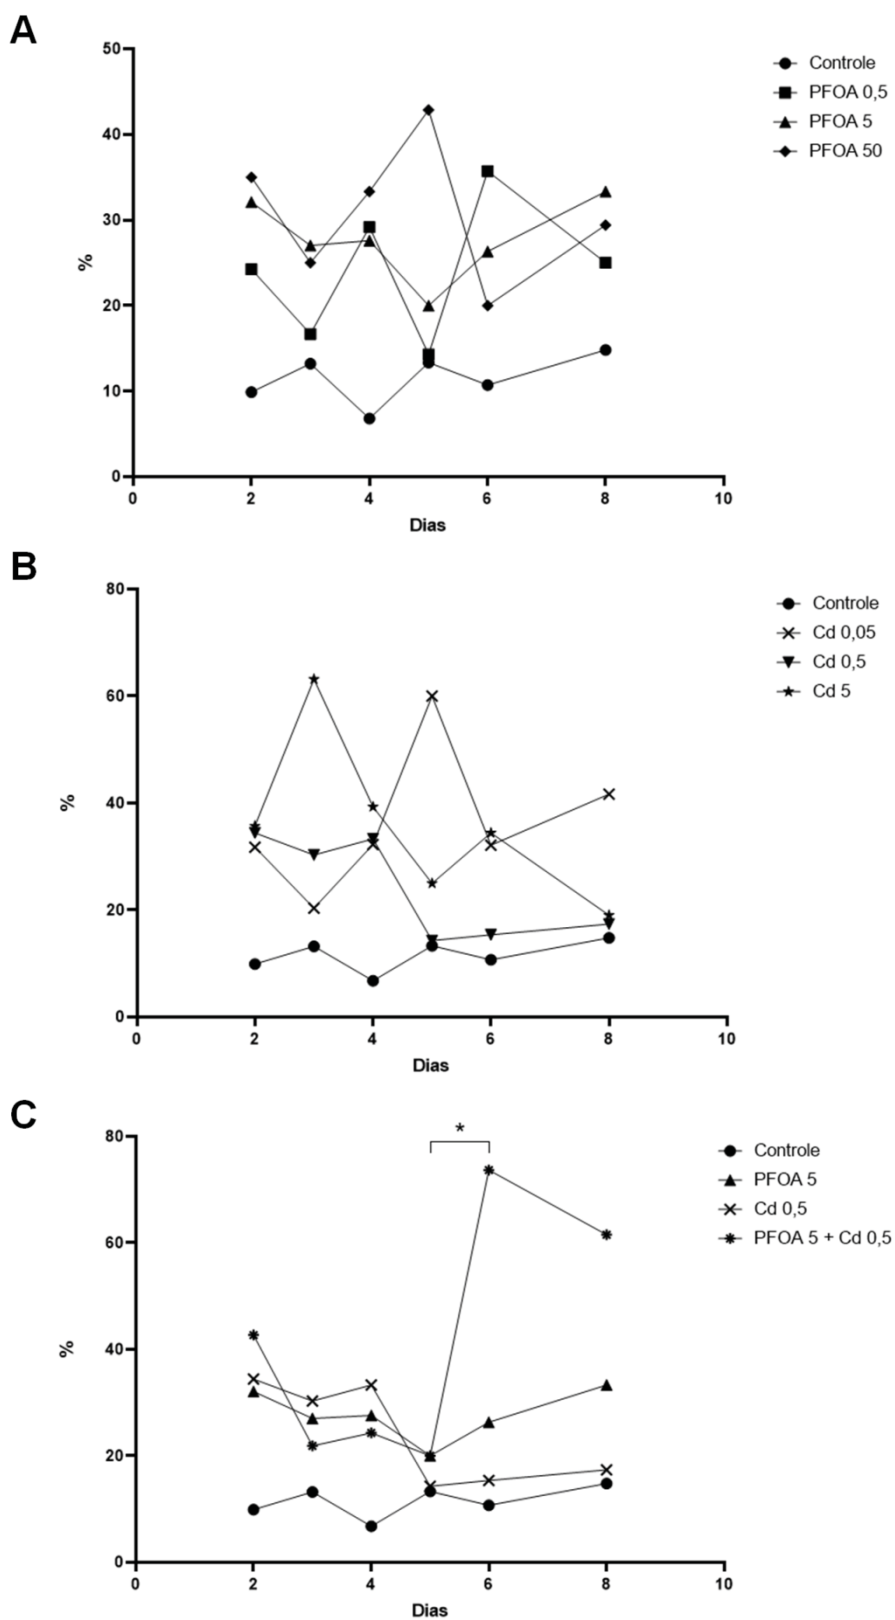 A
50
40
30
20
10
0
%
0 2 4 6 8 10
Dias
Controle
PFOA 0,5
PFOA 5
PFOA 50
B
80
60
40
20
0
%
0 2 4 6 8 10
Dias
Controle
Cd 0,05
Cd 0,5
Cd 5
C
80
60
40
20
0
%
*
0 2 4 6 8 10
Dias
Controle
PFOA 5
Cd 0,5
PFOA 5 + Cd 0,5